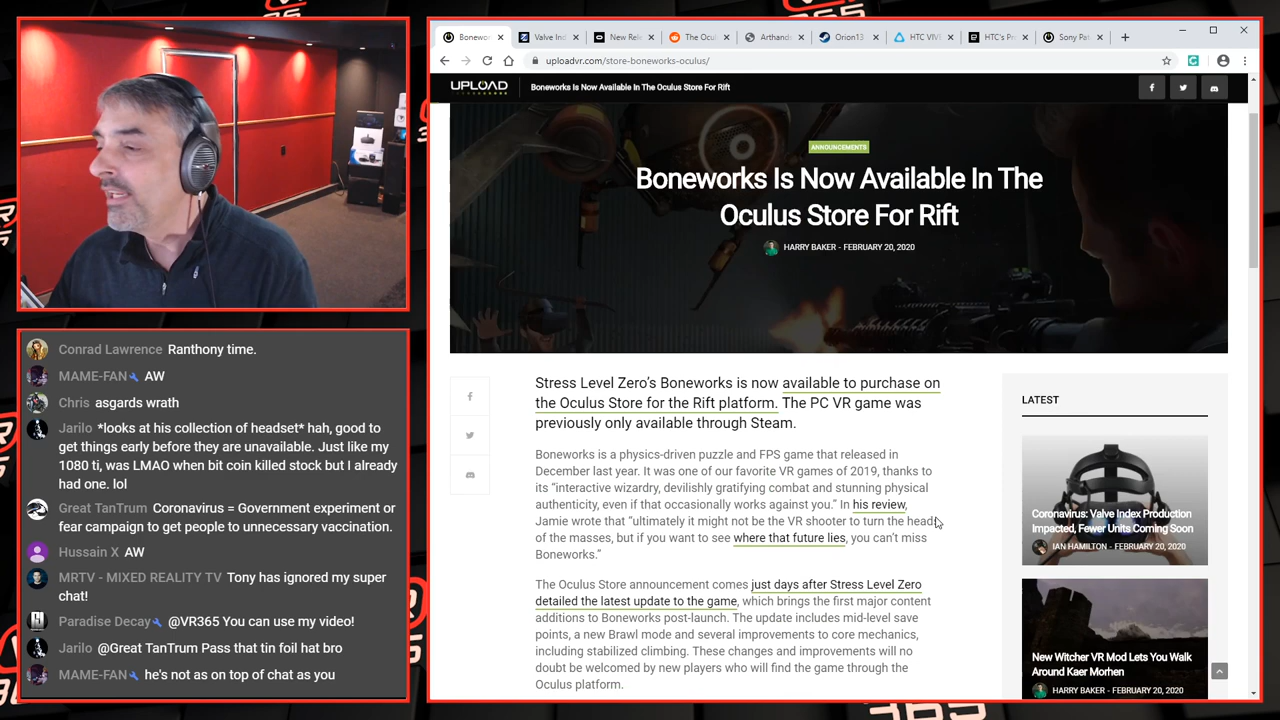 Bonewor
Valve Ind
New Rele
The Ocul
Arthand
Orion13
HTC VIVE
HTC's Pr
Sony Pat
uploadvr.com/store-boneworks-oculus/
UPLOAD
Boneworks Is Now Available In The Oculus Store For Rift
ANNOUNCEMENTS
Boneworks Is Now Available In The
Oculus Store For Rift
HARRY BAKER - FEBRUARY 20, 2020
Stress Level Zero's Boneworks is now available to purchase on
the Oculus Store for the Rift platform. The PC VR game was
previously only available through Steam.
Boneworks is a physics-driven puzzle and FPS game that released in
December last year. It was one of our favorite VR games of 2019, thanks to
its "interactive wizardry, devilishly gratifying combat and stunning physical
authenticity, even if that occasionally works against you." In his review,
Jamie wrote that "ultimately it might not be the VR shooter to turn the heads
of the masses, but if you want to see where that future lies, you can't miss
Boneworks."
The Oculus Store announcement comes just days after Stress Level Zero
detailed the latest update to the game, which brings the first major content
additions to Boneworks post-launch. The update includes mid-level save
points, a new Brawl mode and several improvements to core mechanics,
including stabilized climbing. These changes and improvements will no
doubt be welcomed by new players who will find the game through the
Oculus platform.
LATEST
Coronavirus: Valve Index Production
Impacted, Fewer Units Coming Soon
IAN HAMILTON - FEBRUARY 20, 2020
New Witcher VR Mod Lets You Walk
Around Kaer Morhen
HARRY BAKER - FEBRUARY 20, 2020
Conrad Lawrence Ranthony time.
MAME-FAN AW
Chris asgards wrath
Jarilo *looks at his collection of headset* hah, good to
get things early before they are unavailable. Just like my
1080 ti, was LMAO when bit coin killed stock but I already
had one. lol
Great TanTrum Coronavirus = Government experiment or
fear campaign to get people to unnecessary vaccination.
Hussain X AW
MRTV - MIXED REALITY TV Tony has ignored my super
chat!
Paradise Decay @VR365 You can use my video!
Jarilo @Great TanTrum Pass that tin foil hat bro
MAME-FAN he's not as on top of chat as you
365